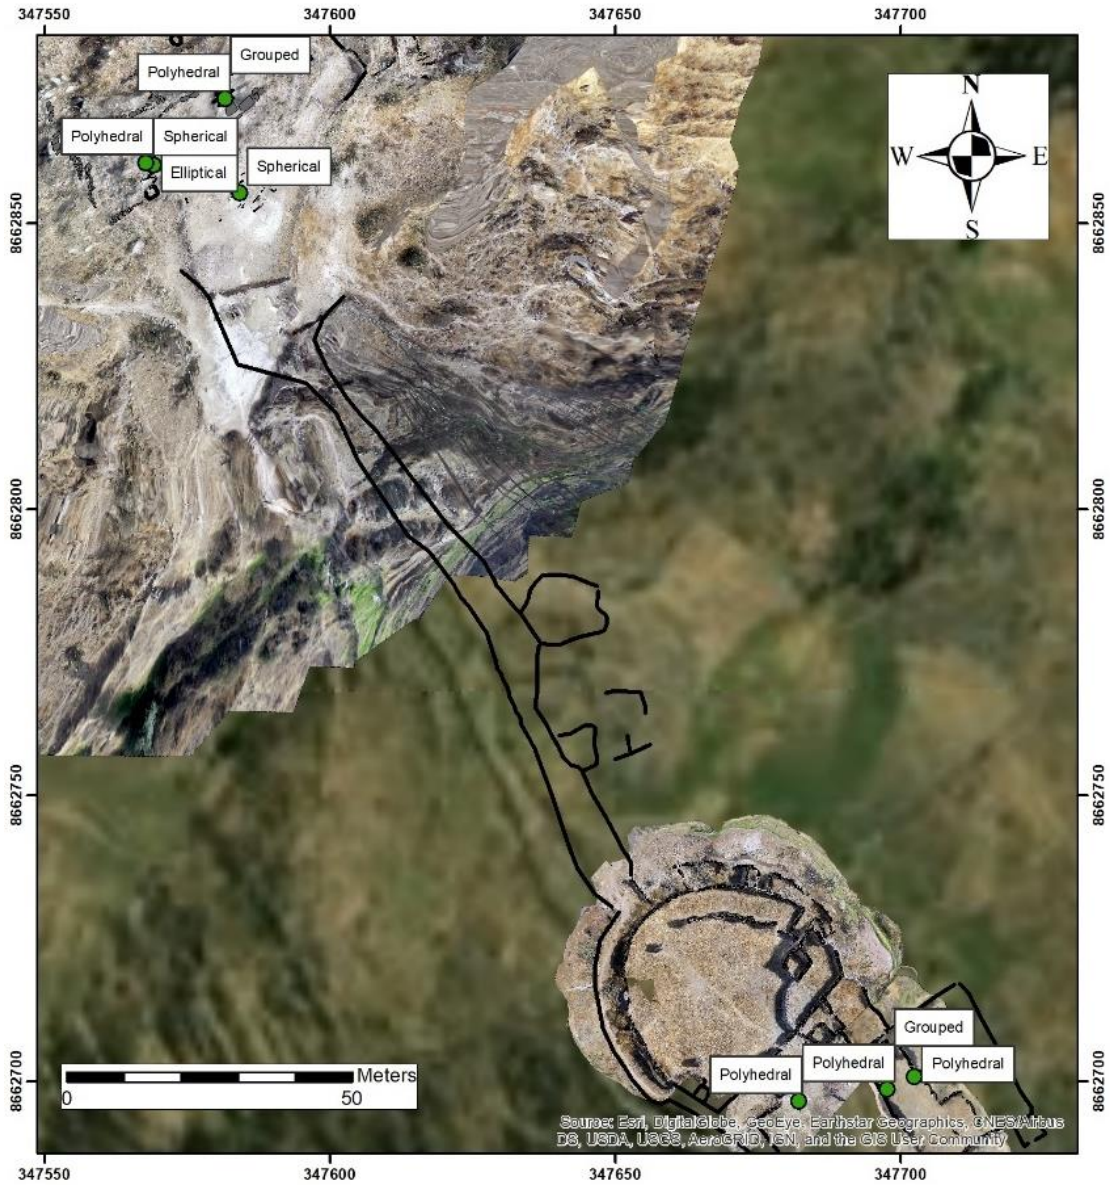 347550 347600 347650 347700
Grouped
Polyhedral
N
Polyhedral Spherical
Elliptical Spherical
W E
S
8662850 8662850
8662800 8662800
8662750 8662750
Grouped
Polyhedral Polyhedral Polyhedral
Meters
0 50
8662700 8662700
Source: Esri, DigitalGlobe, GeoEye, Earthstar Geographics, CNES/Airbus
DS, USDA, USGS, AeroGRID, IGN, and the GIS User Community
347550 347600 347650 347700